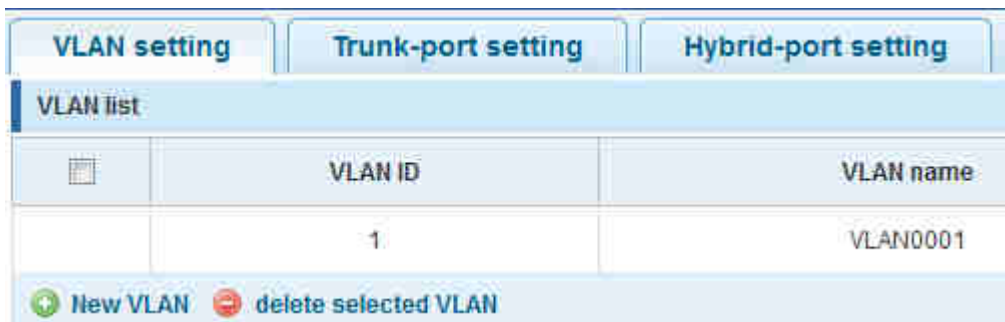 VLAN setting Trunk-port setting Hybrid-port setting
VLAN list
VLAN ID VLAN name
1 VLAN0001
New VLAN delete selected VLAN